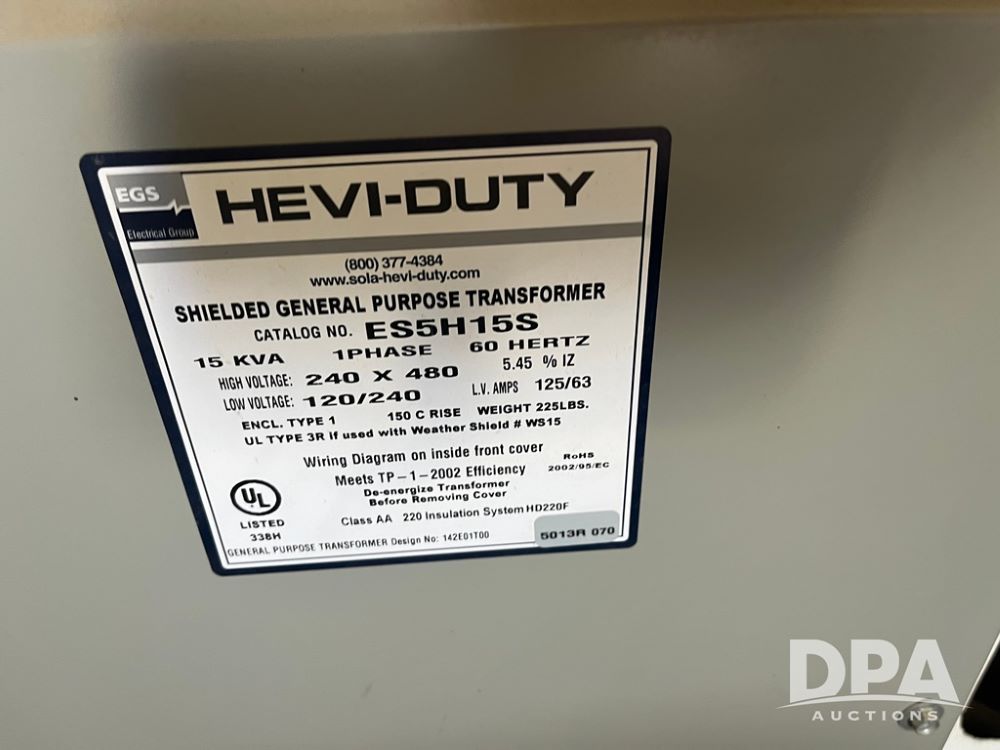 EGS
Electrical Group
HEVI-DUTY
(800) 377-4384
www.sola-hevi-duty.com
SHIELDED GENERAL PURPOSE TRANSFORMER
CATALOG NO. ES5H15S
15 KVA 1PHASE 60 HERTZ
HIGH VOLTAGE: 240 X 480 5.45 % IZ
LOW VOLTAGE: 120/240 L.V. AMPS 125/63
ENCL. TYPE 1 150 C RISE WEIGHT 225LBS.
UL TYPE 3R if used with Weather Shield # WS15
Wiring Diagram on inside front cover
Meets TP-1-2002 Efficiency
RoHS
2002/95/EC
De-energize Transformer
Before Removing Cover
Class AA 220 Insulation System HD220F
UL
LISTED
338H
GENERAL PURPOSE TRANSFORMER Design No: 142E01T00
5013R 070
DPA
AUCTIONS